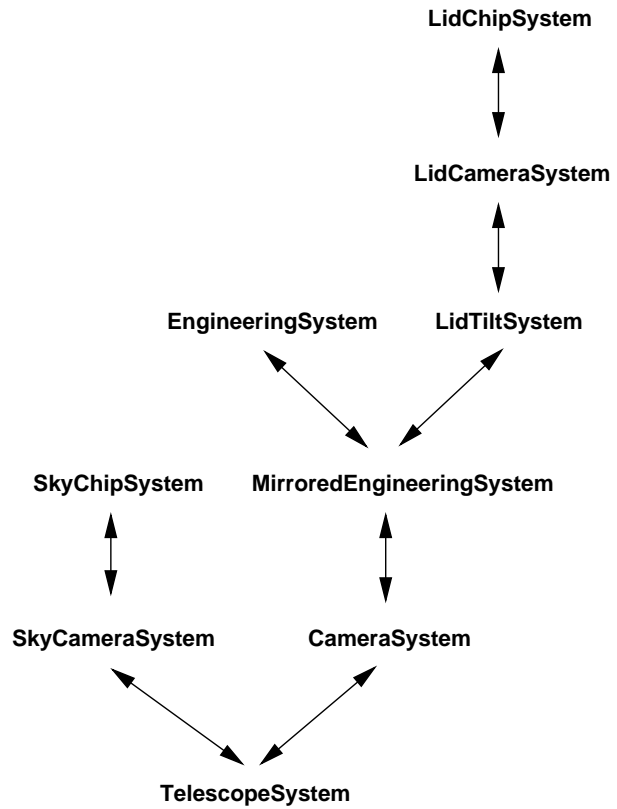 LidChipSystem
LidCameraSystem
EngineeringSystem
LidTiltSystem
SkyChipSystem
MirroredEngineeringSystem
SkyCameraSystem
CameraSystem
TelescopeSystem